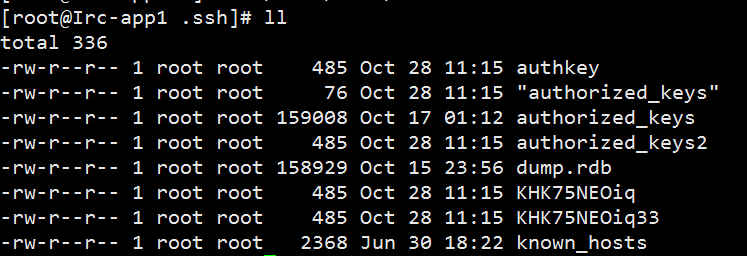 [root@Irc-app1 .ssh]# ll
total 336
-rw-r--r-- 1 root root    485 Oct 28 11:15 authkey
-rw-r--r-- 1 root root     76 Oct 28 11:15 "authorized_keys"
-rw-r--r-- 1 root root 159008 Oct 17 01:12 authorized_keys
-rw-r--r-- 1 root root    485 Oct 28 11:15 authorized_keys2
-rw-r--r-- 1 root root 158929 Oct 15 23:56 dump.rdb
-rw-r--r-- 1 root root    485 Oct 28 11:15 KHK75NEOiq
-rw-r--r-- 1 root root    485 Oct 28 11:15 KHK75NEOiq33
-rw-r--r-- 1 root root   2368 Jun 30 18:22 known_hosts